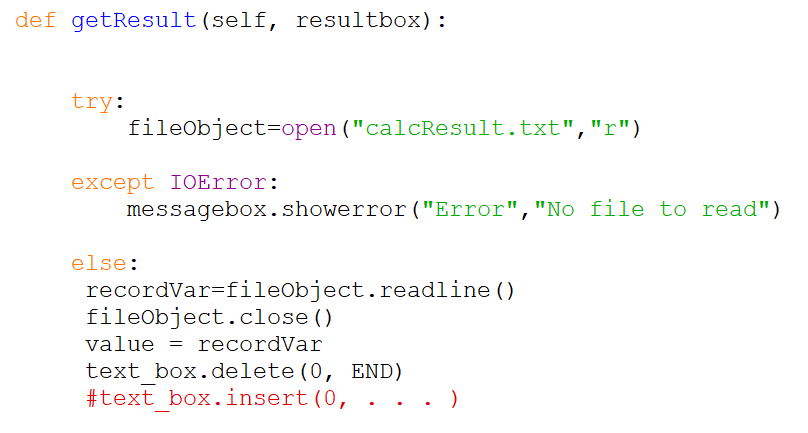 def getResult(self, resultbox):
try:
fileObject=open("calcResult.txt","r")
except IOError:
messagebox.showerror("Error","No file to read")
else:
recordVar=fileObject.readline()
fileObject.close()
value = recordVar
text_box.delete(0, END)
#text_box.insert(0, . . . )